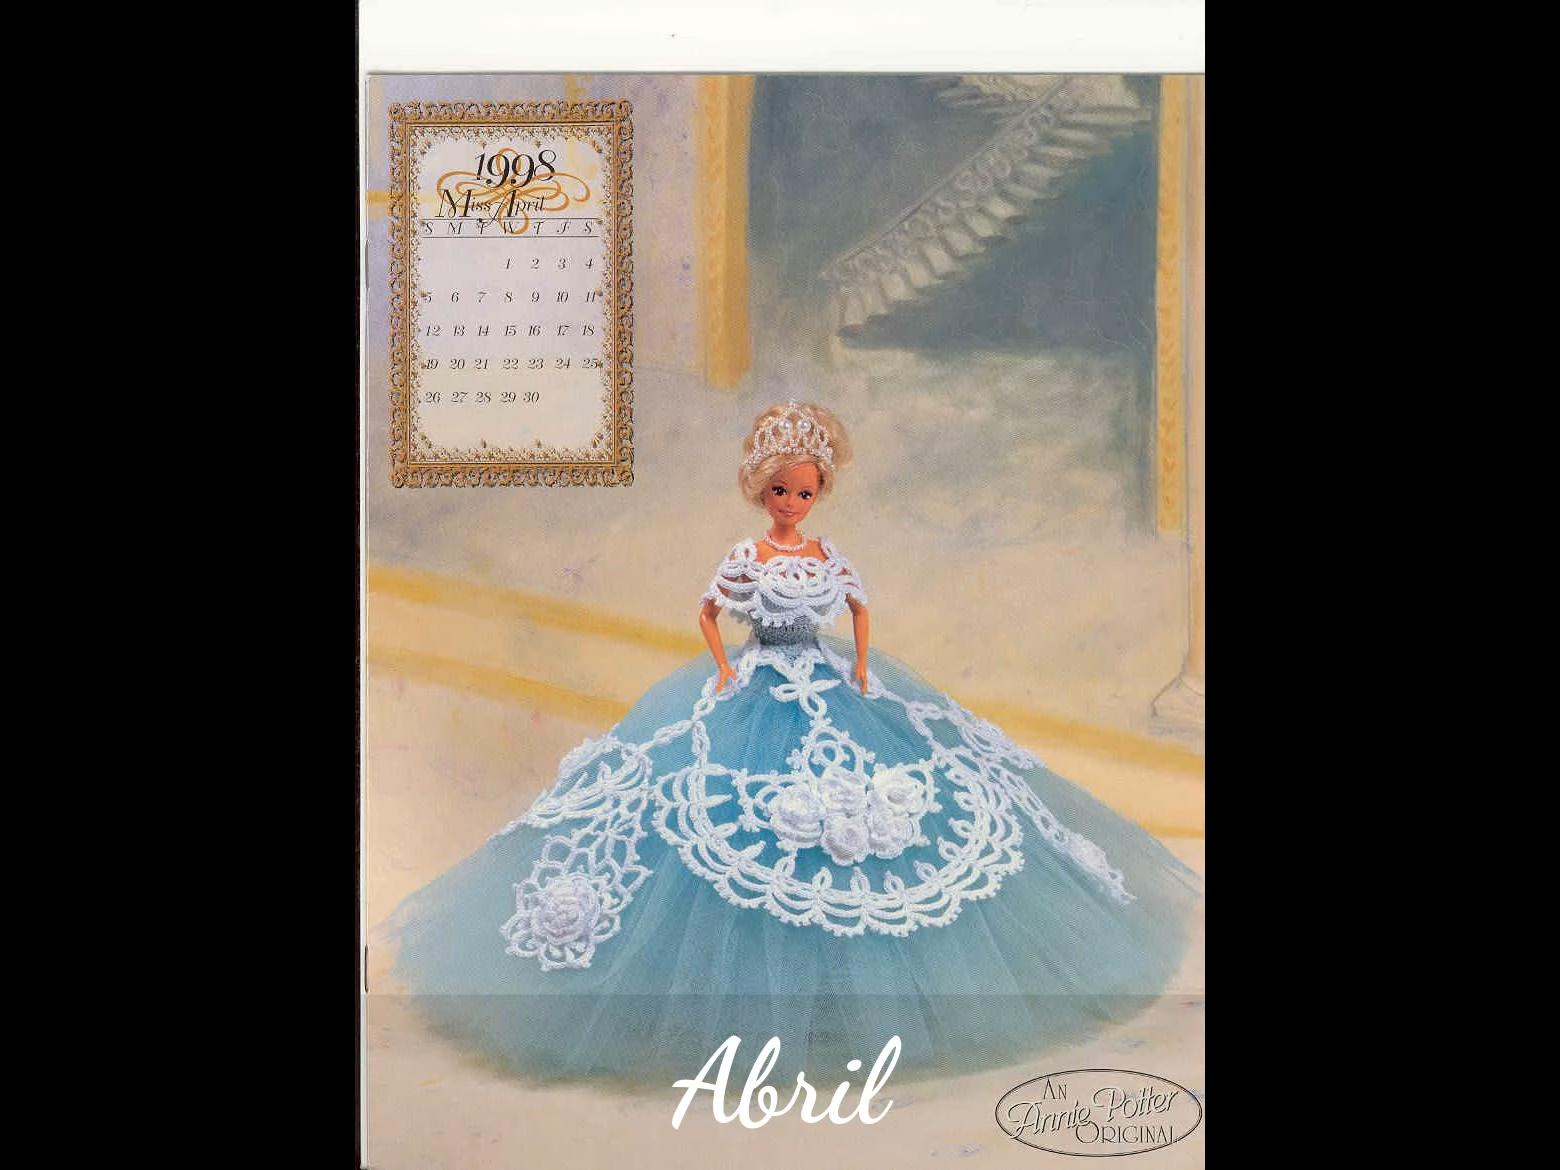 1998
Miss April
S M T W T F S
1 2 3 4
5 6 7 8 9 10 11
12 13 14 15 16 17 18
19 20 21 22 23 24 25
26 27 28 29 30
Abril
AN
Annie Potter
ORIGINAL